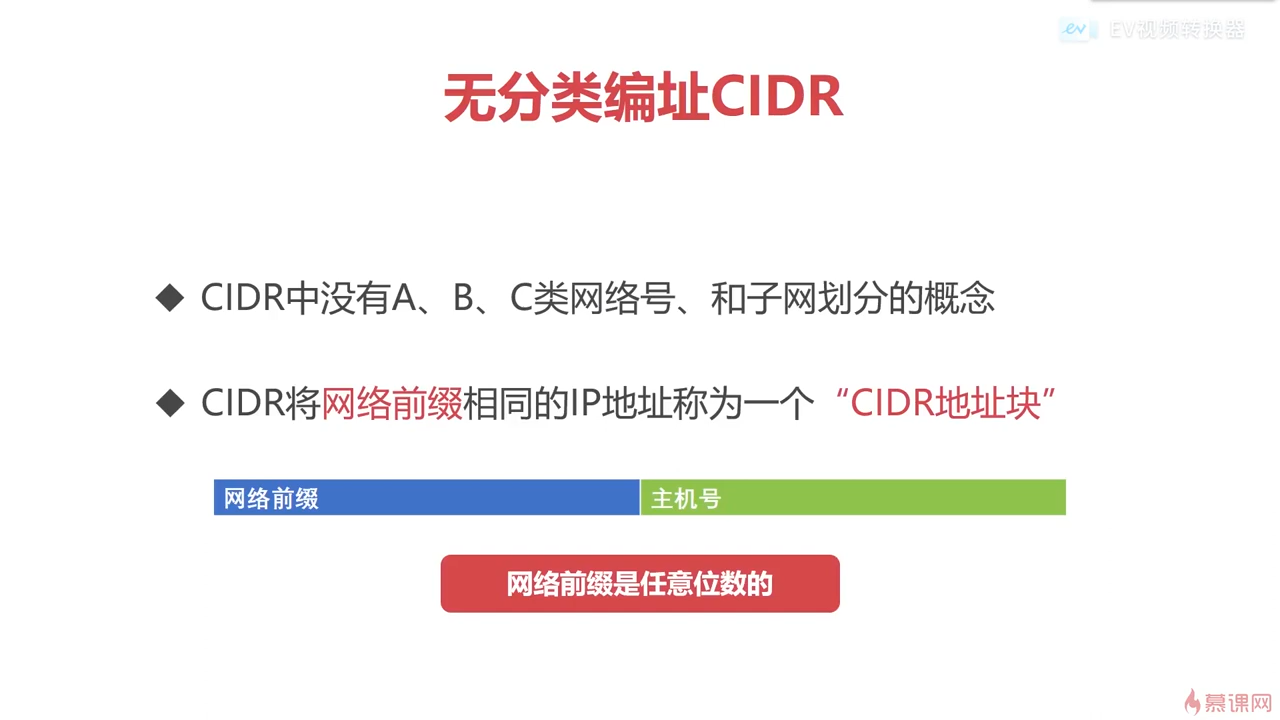 EV视频转换器
无分类编址CIDR
◆ CIDR中没有A、B、C类网络号、和子网划分的概念
◆ CIDR将网络前缀相同的IP地址称为一个“CIDR地址块”
网络前缀 主机号
网络前缀是任意位数的
慕课网